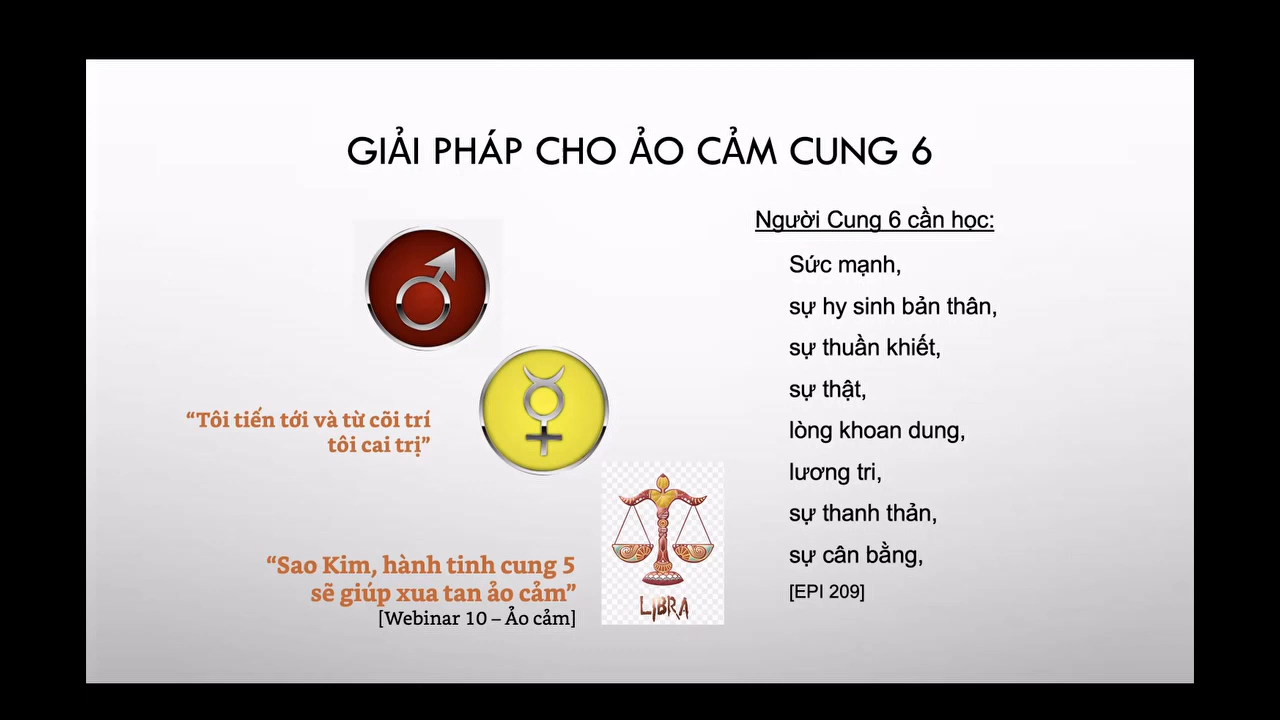 GIẢI PHÁP CHO ẢO CẢM CUNG 6
“Tôi tiến tới và từ cõi trí
tôi cai trị”
“Sao Kim, hành tinh cung 5
sẽ giúp xua tan ảo cảm”
[Webinar 10 – Ảo cảm]
LIBRA
Người Cung 6 cần học:
Sức mạnh,
sự hy sinh bản thân,
sự thuần khiết,
sự thật,
lòng khoan dung,
lương tri,
sự thanh thản,
sự cân bằng,
[EPI 209]